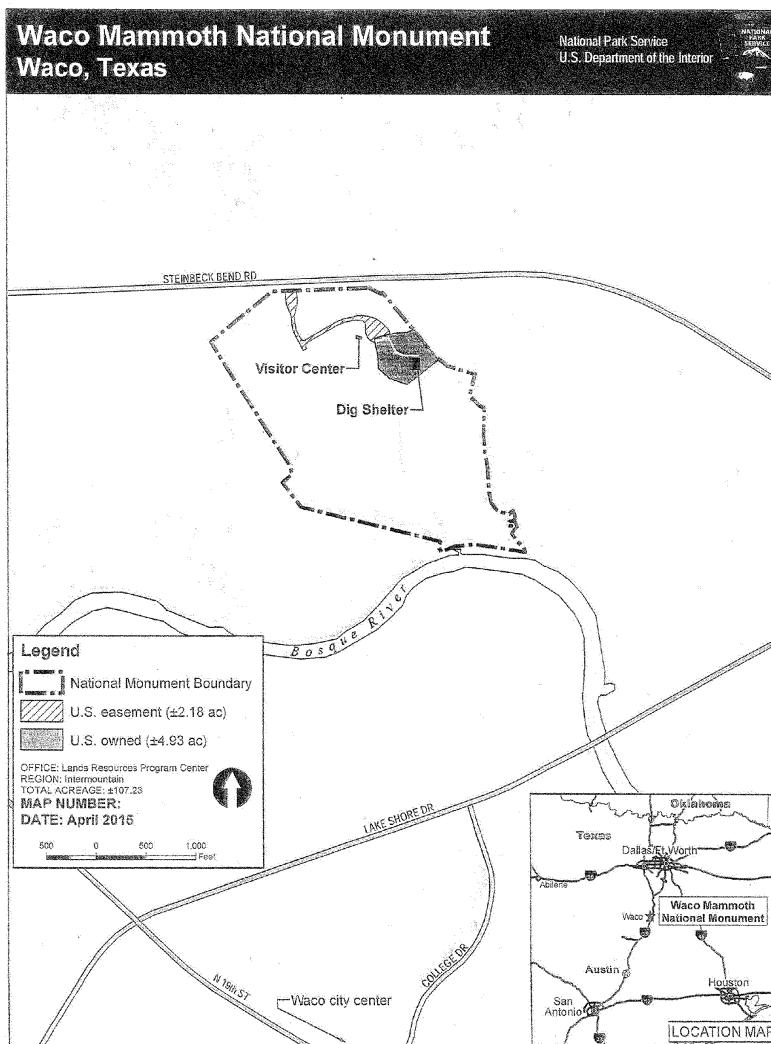 Waco Mammoth National Monument
Waco, Texas
National Park Service
U.S. Department of the Interior
NATIONAL
PARK
SERVICE
STEINBECK BEND RD
Visitor Center
Dig Shelter
Bosque River
Legend
National Monument Boundary
U.S. easement (±2.18 ac)
U.S. owned (±4.93 ac)
OFFICE: Lands Resources Program Center
REGION: Intermountain
TOTAL ACREAGE: ±107.23
MAP NUMBER:
DATE: April 2015
500 0 500 1,000
Feet
LAKE SHORE DR
COLLEGE DR
N 19th ST
Waco city center
Oklahoma
Texas
Dallas/Ft. Worth
Abilene
Waco Mammoth
National Monument
Waco
Austin
Houston
San
Antonio
LOCATION MAP